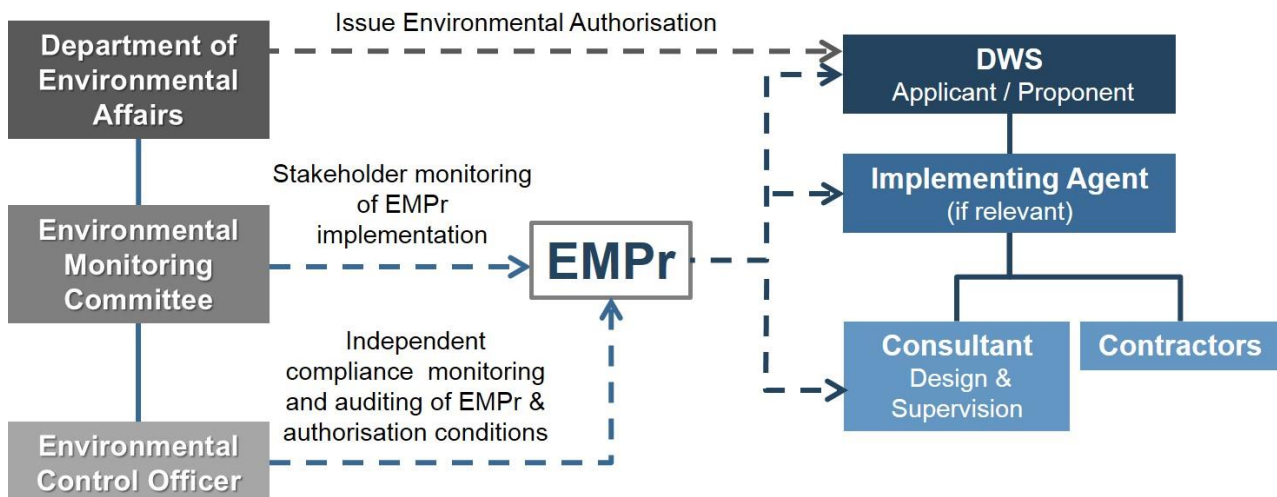 Issue Environmental Authorisation
Department of
Environmental
Affairs
DWS
Applicant / Proponent
Stakeholder monitoring
of EMPr
implementation
Implementing Agent
(if relevant)
Environmental
Monitoring
Committee
EMPr
Independent
compliance monitoring
and auditing of EMPr &
authorisation conditions
Consultant
Design &
Supervision
Contractors
Environmental
Control Officer